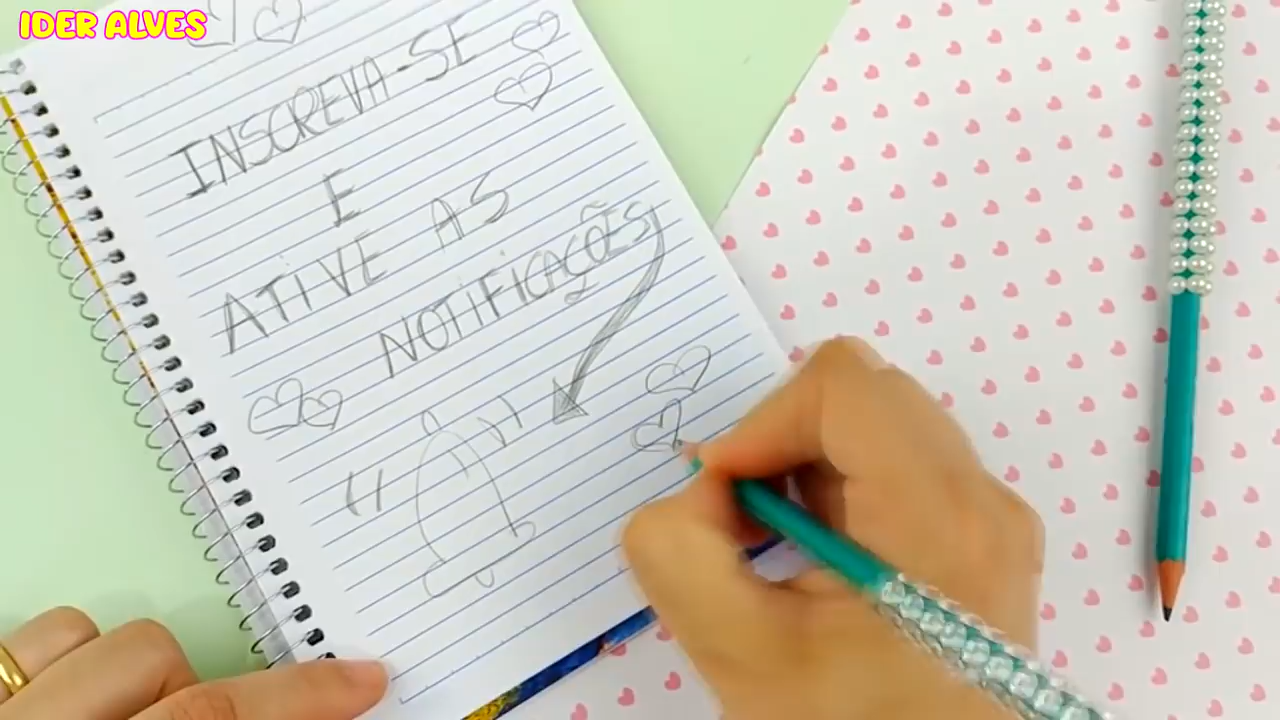 IDER ALVES
INSCREVA-SE
E
ATIVE AS
NOTIFICAÇÕES